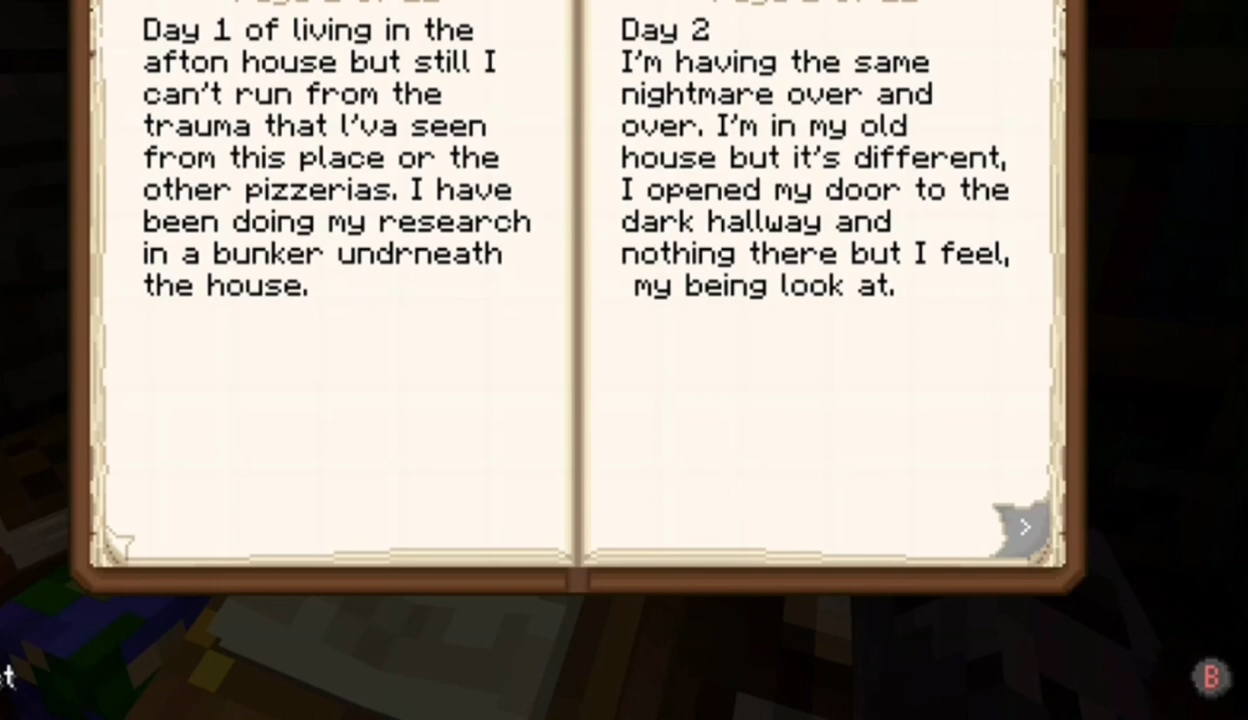 Day 1 of living in the
afton house but still I
can't run from the
trauma that l'va seen
from this place or the
other pizzerias. I have
been doing my research
in a bunker undrneath
the house.
Day 2
I'm having the same
nightmare over and
over. I'm in my old
house but it's different,
I opened my door to the
dark hallway and
nothing there but I feel,
my being look at.
B